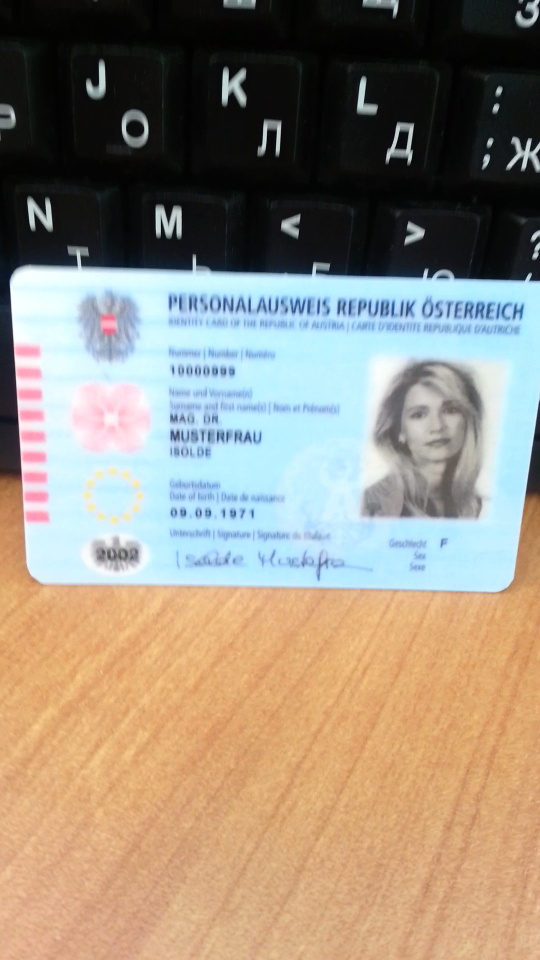 З
J
O
K
Л
L
Д
:
; Ж
N
Т
M
Ь
<
>
?
PERSONALAUSWEIS REPUBLIK ÖSTERREICH
IDENTITY CARD OF THE REPUBLIC OF AUSTRIA | CARTE D'IDENTITÉ RÉPUBLIQUE D'AUTRICHE
Nummer | Number | Numéro
10000999
Name und Vorname(n)
Surname and first name(s) | Nom et Prénom(s)
MAG. DR.
MUSTERFRAU
ISOLDE
Geburtsdatum
Date of birth | Date de naissance
09.09.1971
Unterschrift | Signature | Signature du titulaire
Isolde Musterfrau
Geschlecht F
Sex
Sexe
2002